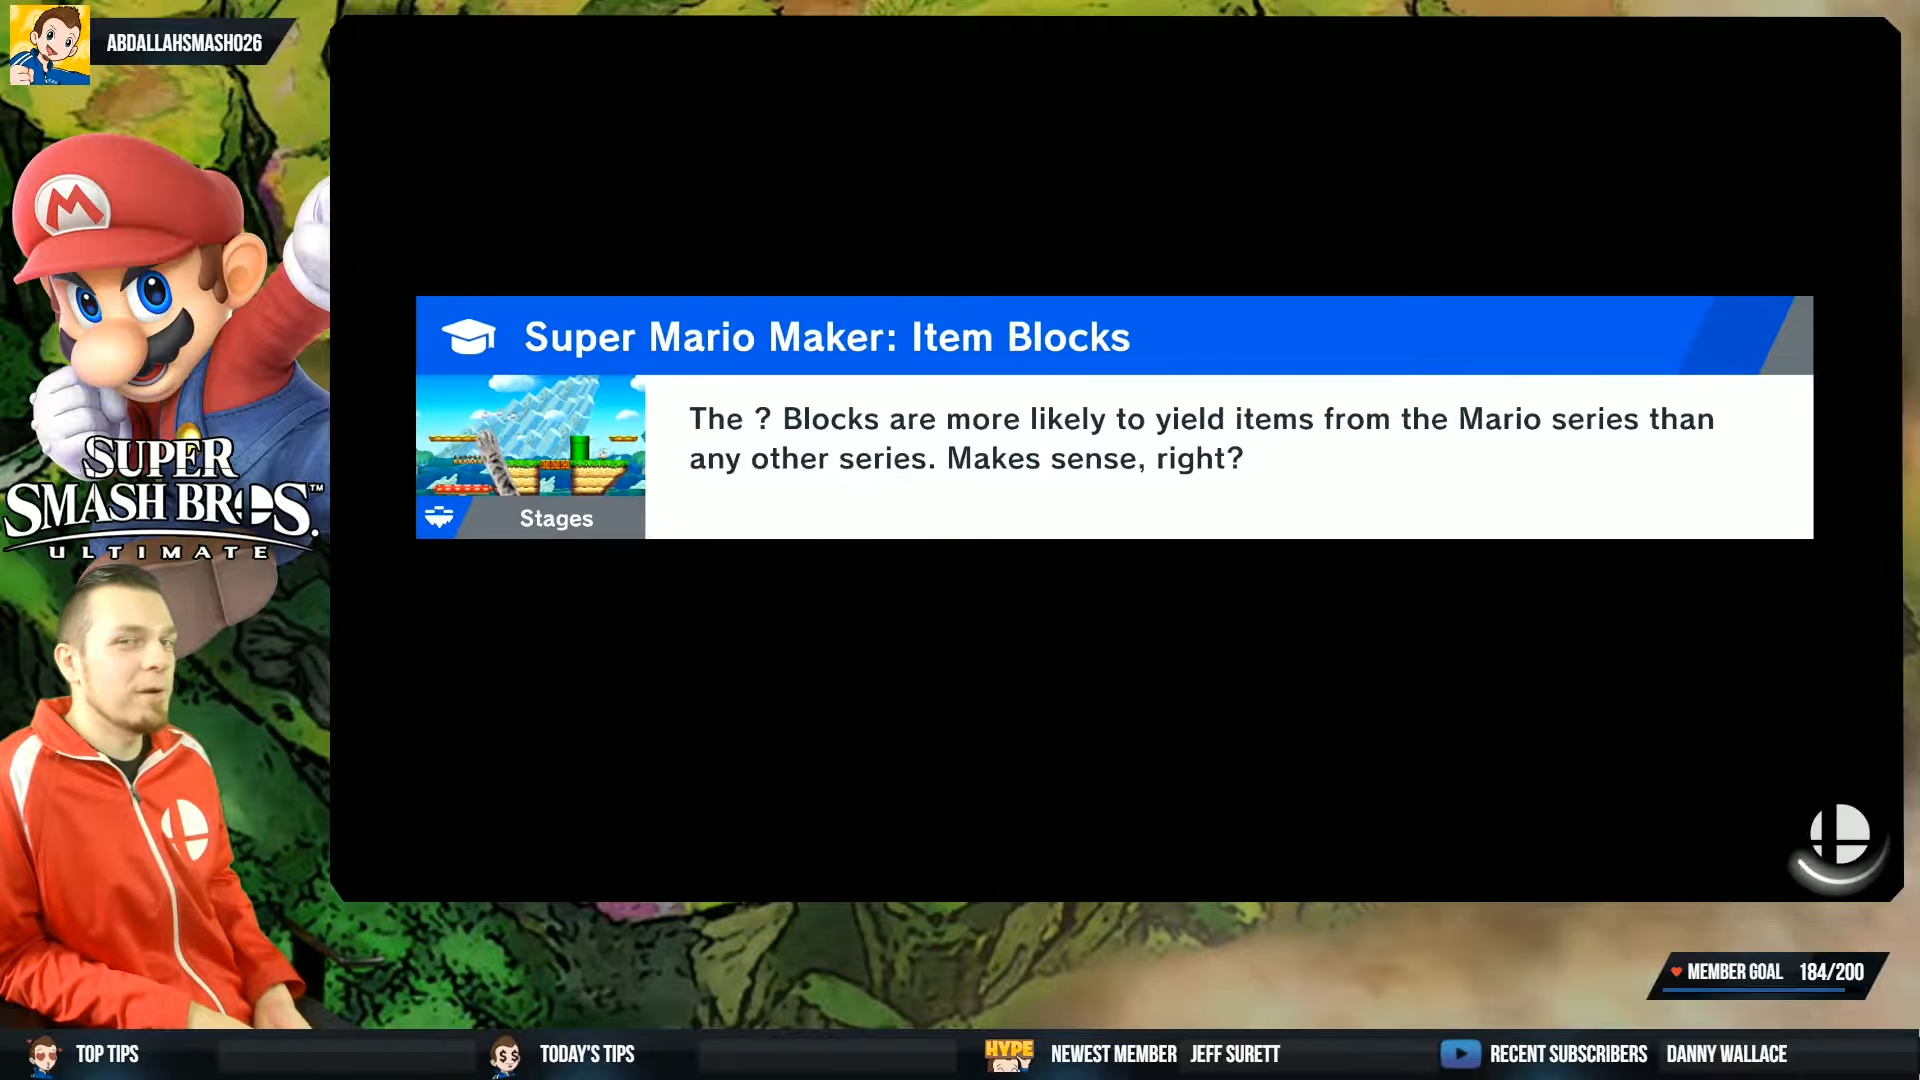 ABDALLAHSMASH026
M
SUPER
SMASH BROS.™
ULTIMATE
Super Mario Maker: Item Blocks
The ? Blocks are more likely to yield items from the Mario series than
any other series. Makes sense, right?
Stages
MEMBER GOAL 184/200
TOP TIPS
TODAY'S TIPS
HYPE
NEWEST MEMBER JEFF SURETT
RECENT SUBSCRIBERS DANNY WALLACE